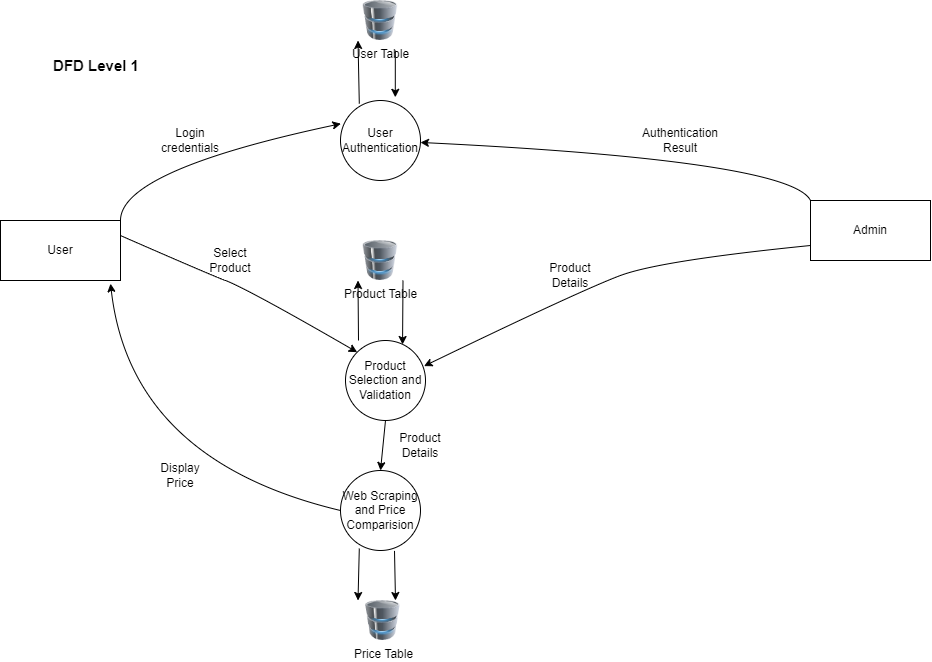 User Table
DFD Level 1
User
Authentication
Login
credentials
Authentication
Result
User
Admin
Select
Product
Product
Details
Product Table
Product
Selection and
Validation
Product
Details
Display
Price
Web Scraping
and Price
Comparision
Price Table